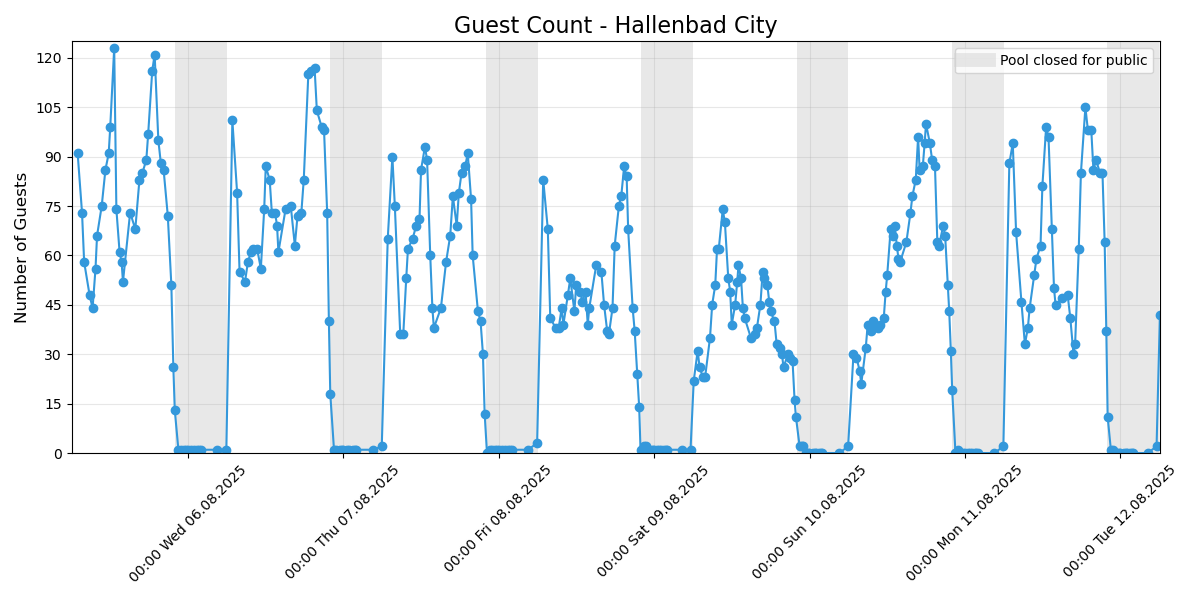 Guest Count - Hallenbad City
Pool closed for public
Number of Guests
120
105
90
75
60
45
30
15
0
00:00 Wed 06.08.2025
00:00 Thu 07.08.2025
00:00 Fri 08.08.2025
00:00 Sat 09.08.2025
00:00 Sun 10.08.2025
00:00 Mon 11.08.2025
00:00 Tue 12.08.2025